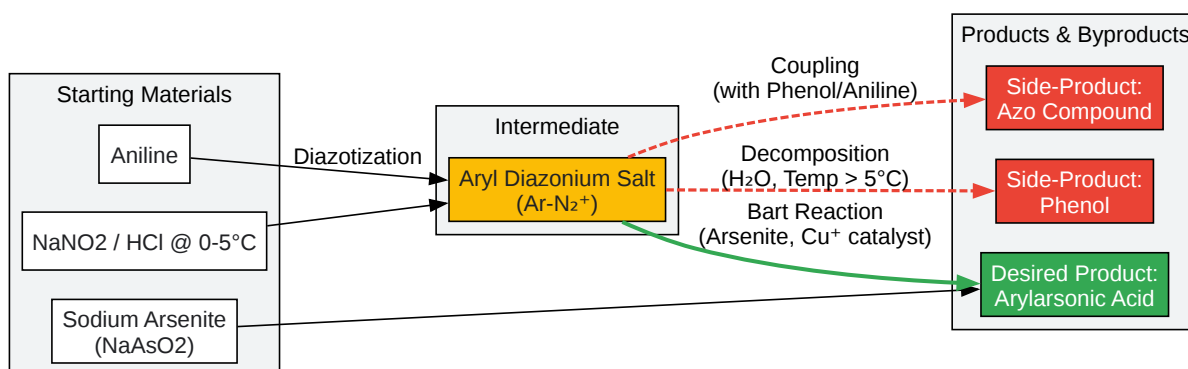 Starting Materials
Aniline
NaNO2 / HCl @ 0-5°C
Sodium Arsenite
(NaAsO2)
Diazotization
Intermediate
Aryl Diazonium Salt
(Ar-N₂⁺)
Coupling
(with Phenol/Aniline)
Decomposition
(H₂O, Temp > 5°C)
Bart Reaction
(Arsenite, Cu⁺ catalyst)
Products & Byproducts
Side-Product:
Azo Compound
Side-Product:
Phenol
Desired Product:
Arylarsonic Acid